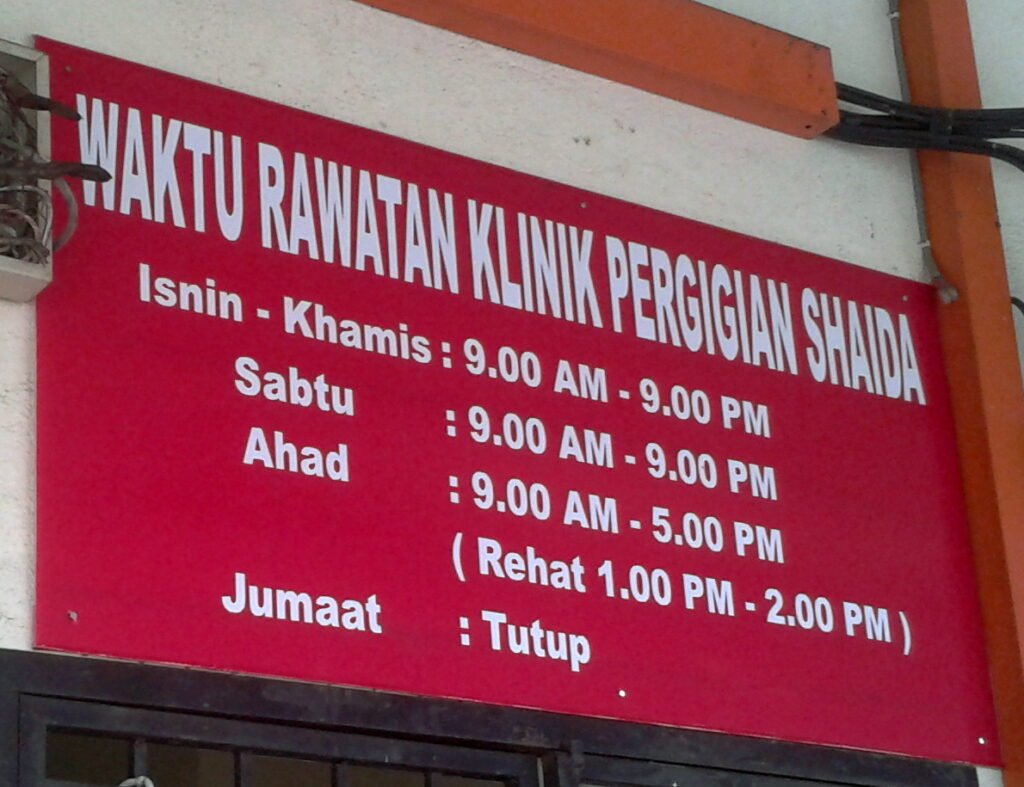 WAKTU RAWATAN KLINIK PERGIGIAN SHAIDA
Isnin - Khamis : 9.00 AM - 9.00 PM
Sabtu : 9.00 AM - 9.00 PM
Ahad : 9.00 AM - 5.00 PM
( Rehat 1.00 PM - 2.00 PM )
Jumaat : Tutup